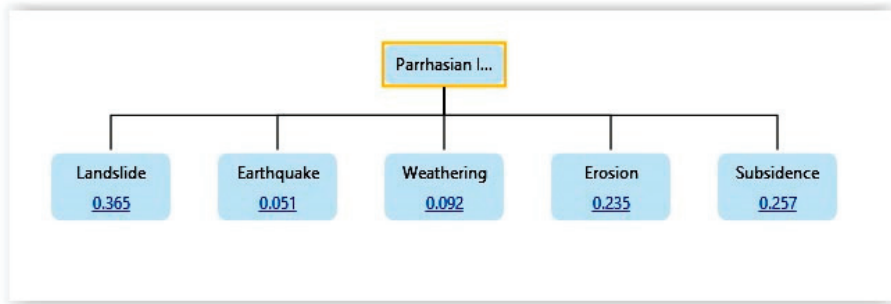 Parrhasian I...
Landslide
0.365
Earthquake
0.051
Weathering
0.092
Erosion
0.235
Subsidence
0.257